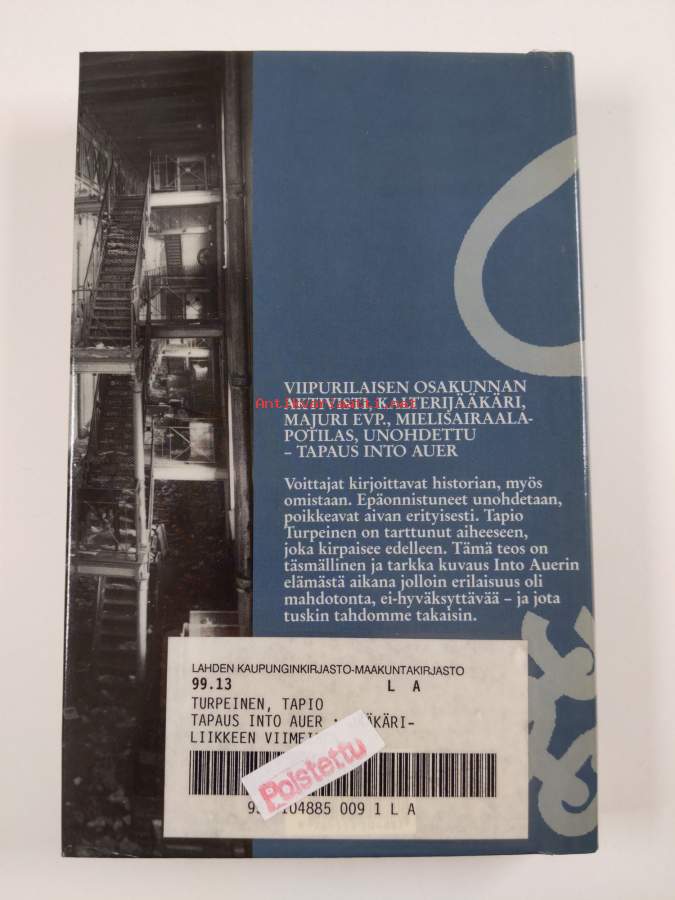 VIIPURILAISEN OSAKUNNAN
AKTIVISTI, KALTERIJÄÄKÄRI,
MAJURI EVP., MIELISAIRAALA-
POTILAS, UNOHDETTU
– TAPAUS INTO AUER
Voittajat kirjoittavat historian, myös
omistaan. Epäonnistuneet unohdetaan,
poikkeavat aivan erityisesti. Tapio
Turpeinen on tarttunut aiheeseen,
joka kirpaisee edelleen. Tämä teos on
täsmällinen ja tarkka kuvaus Into Auerin
elämästä aikana jolloin erilaisuus oli
mahdotonta, ei-hyväksyttävää – ja jota
tuskin tahdomme takaisin.
LAHDEN KAUPUNGINKIRJASTO-MAAKUNTAKIRJASTO
99.13 L A
TURPEINEN, TAPIO
TAPAUS INTO AUER
LIIKKEEN
Poistettu
104885 009 1 L A